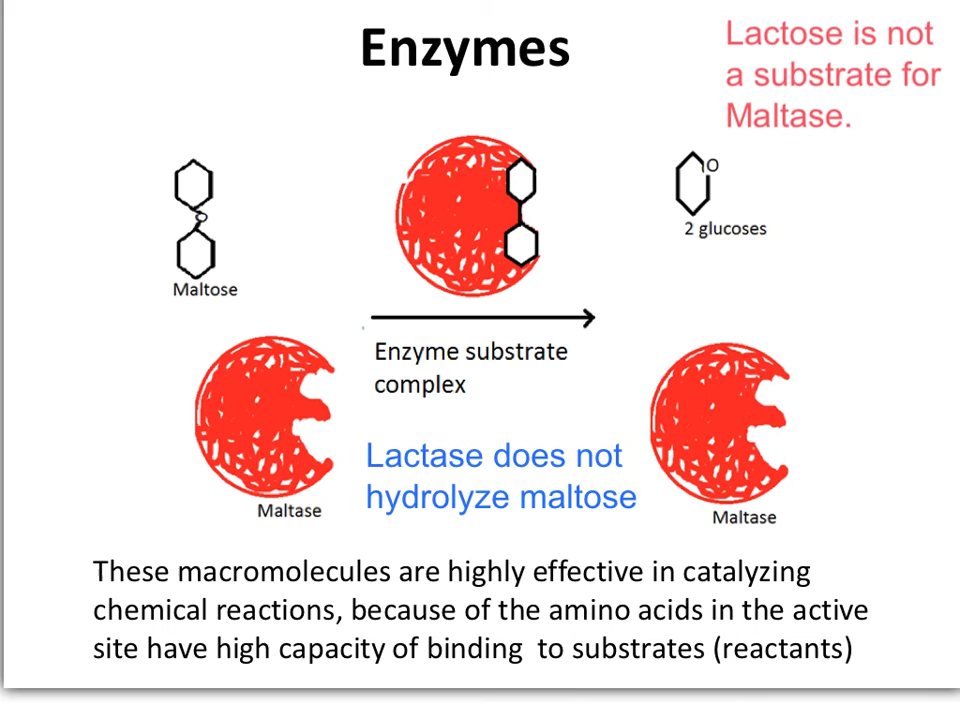 Enzymes
Lactose is not
a substrate for
Maltase.
O
2 glucoses
Maltose
Enzyme substrate
complex
Lactase does not
hydrolyze maltose
Maltase
Maltase
These macromolecules are highly effective in catalyzing
chemical reactions, because of the amino acids in the active
site have high capacity of binding  to substrates (reactants)